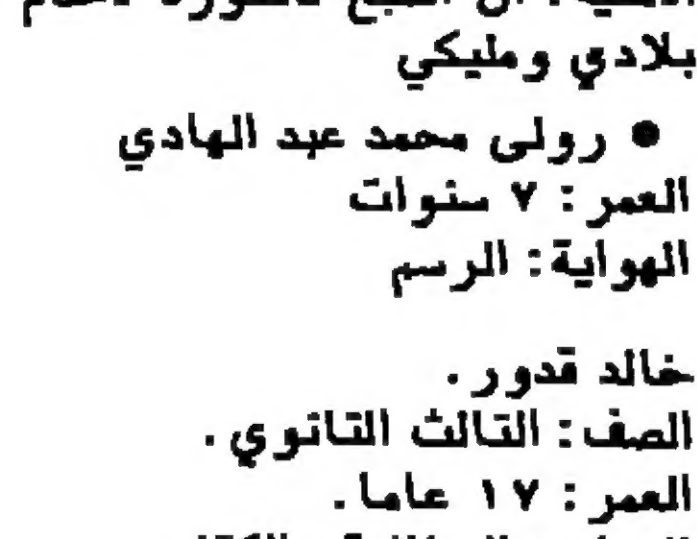 بلادي ومليكي
● رولى محمد عبد الهادي
العمر: ٧ سنوات
الهواية: الرسم
خالد قدور.
الصف: الثالث الثانوي.
العمر: ١٧ عاما.